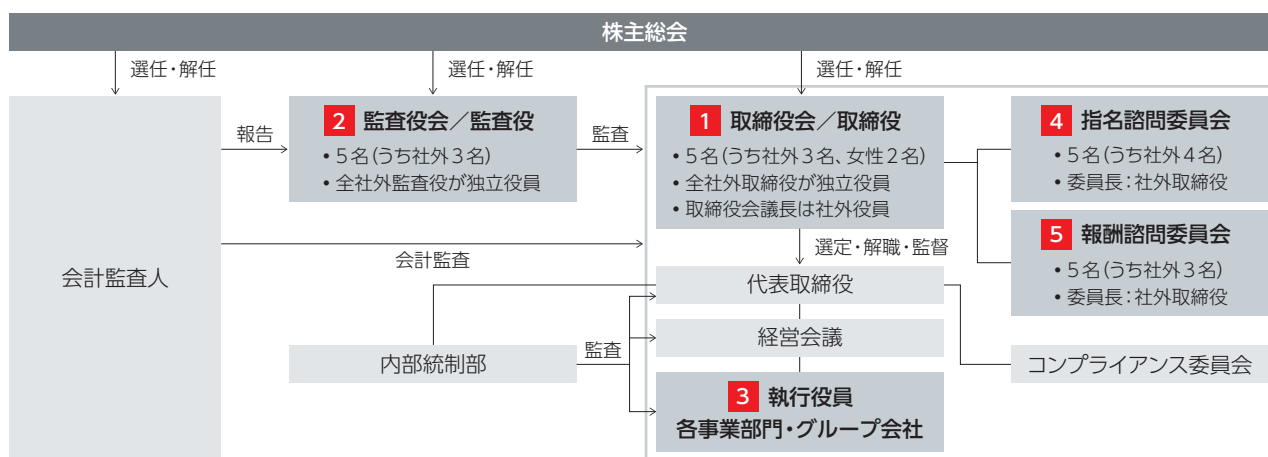 株主総会
選任・解任
選任・解任
選任・解任
会計監査人
報告
2 監査役会／監査役
• 5名(うち社外3名)
• 全社外監査役が独立役員
監査
1 取締役会／取締役
• 5名(うち社外3名、女性2名)
• 全社外取締役が独立役員
• 取締役会議長は社外役員
4 指名諮問委員会
• 5名(うち社外4名)
• 委員長：社外取締役
5 報酬諮問委員会
• 5名(うち社外3名)
• 委員長：社外取締役
会計監査
選定・解職・監督
代表取締役
経営会議
内部統制部
監査
コンプライアンス委員会
3 執行役員
各事業部門・グループ会社